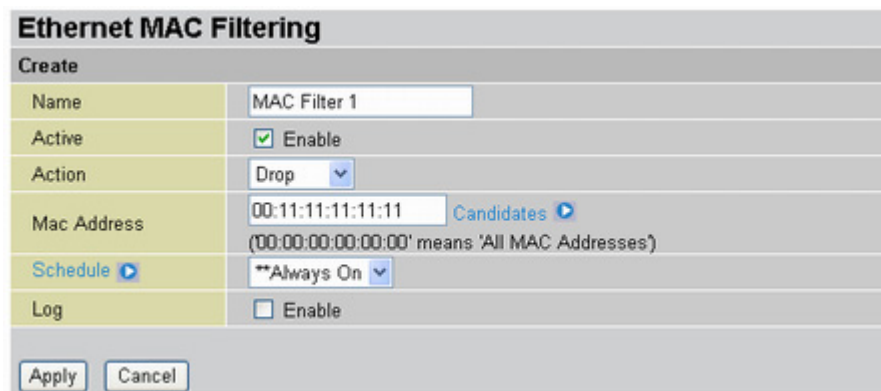 Ethernet MAC Filtering
Create
Name MAC Filter 1
Active Enable
Action Drop
Mac Address 00:11:11:11:11:11 Candidates
('00:00:00:00:00:00' means 'All MAC Addresses')
Schedule **Always On
Log Enable
Apply Cancel